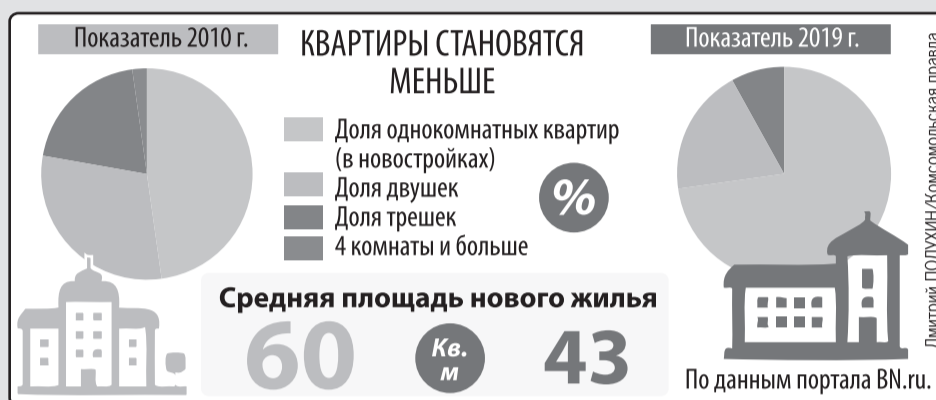 Показатель 2010 г.
КВАРТИРЫ СТАНОВЯТСЯ
МЕНЬШЕ
Показатель 2019 г.
Доля однокомнатных квартир
(в новостройках)
Доля двушек
Доля трешек
4 комнаты и больше
%
Средняя площадь нового жилья
60
Кв.
м
43
По данным портала BN.ru.
Дмитрий ПОЛУХИН/Комсомольская правда